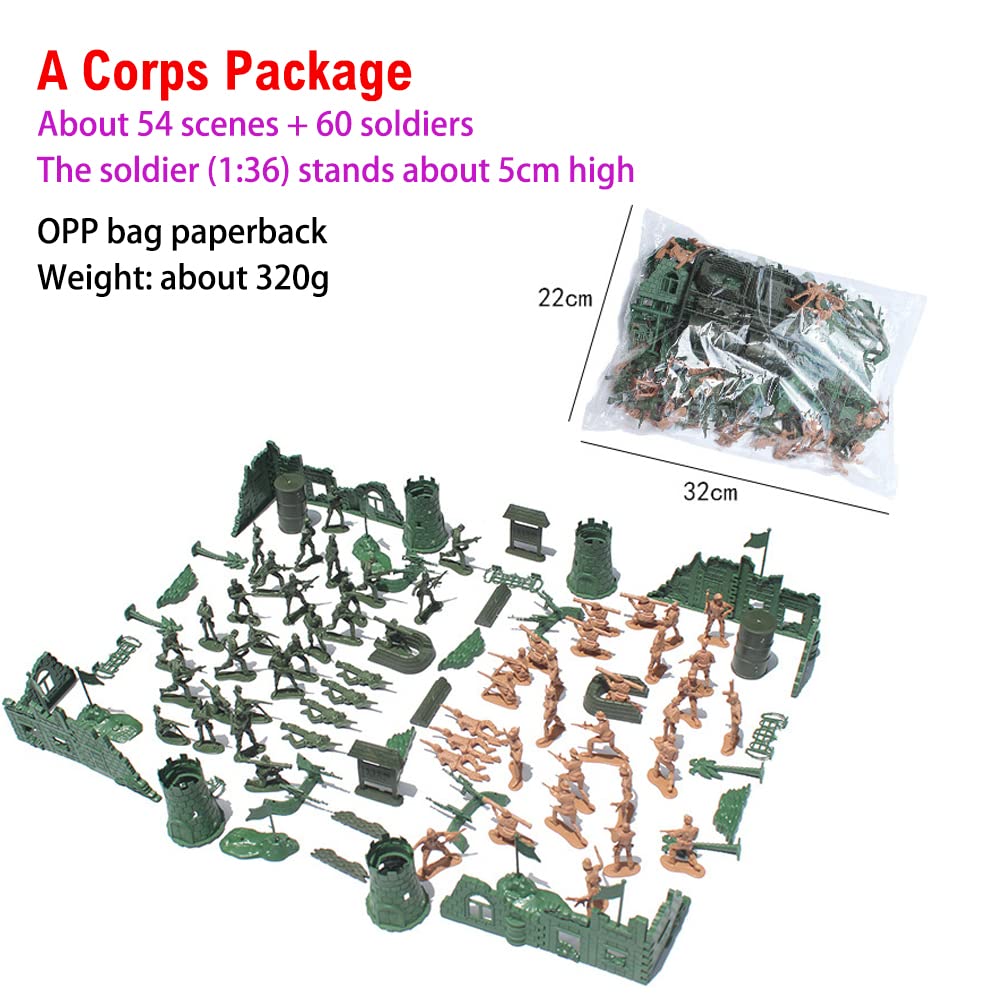 A Corps Package
About 54 scenes + 60 soldiers
The soldier (1:36) stands about 5cm high
OPP bag paperback
Weight: about 320g
22cm
32cm